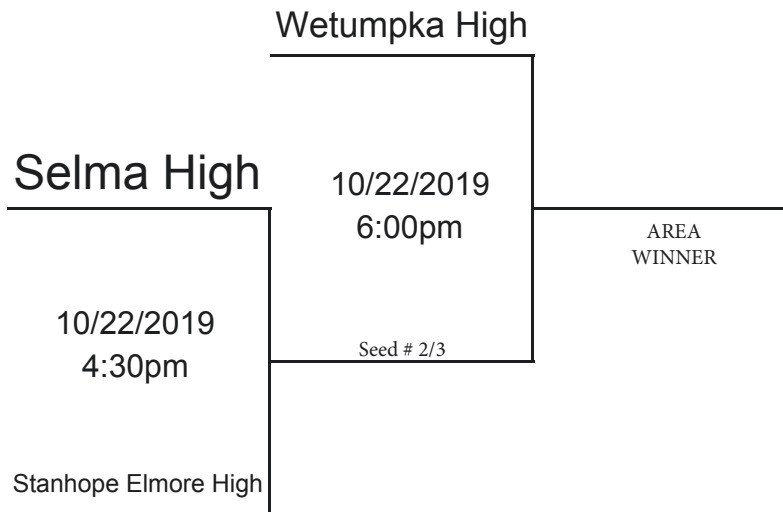 Wetumpka High
Selma High
10/22/2019
6:00pm
AREA
WINNER
10/22/2019
4:30pm
Seed # 2/3
Stanhope Elmore High